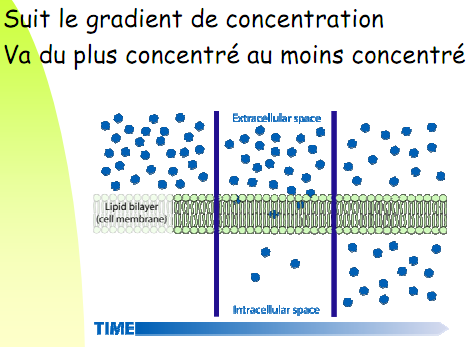 Suit le gradient de concentration
Va du plus concentré au moins concentré
Extracellular space
Lipid bilayer
(cell membrane)
Intracellular space
TIME